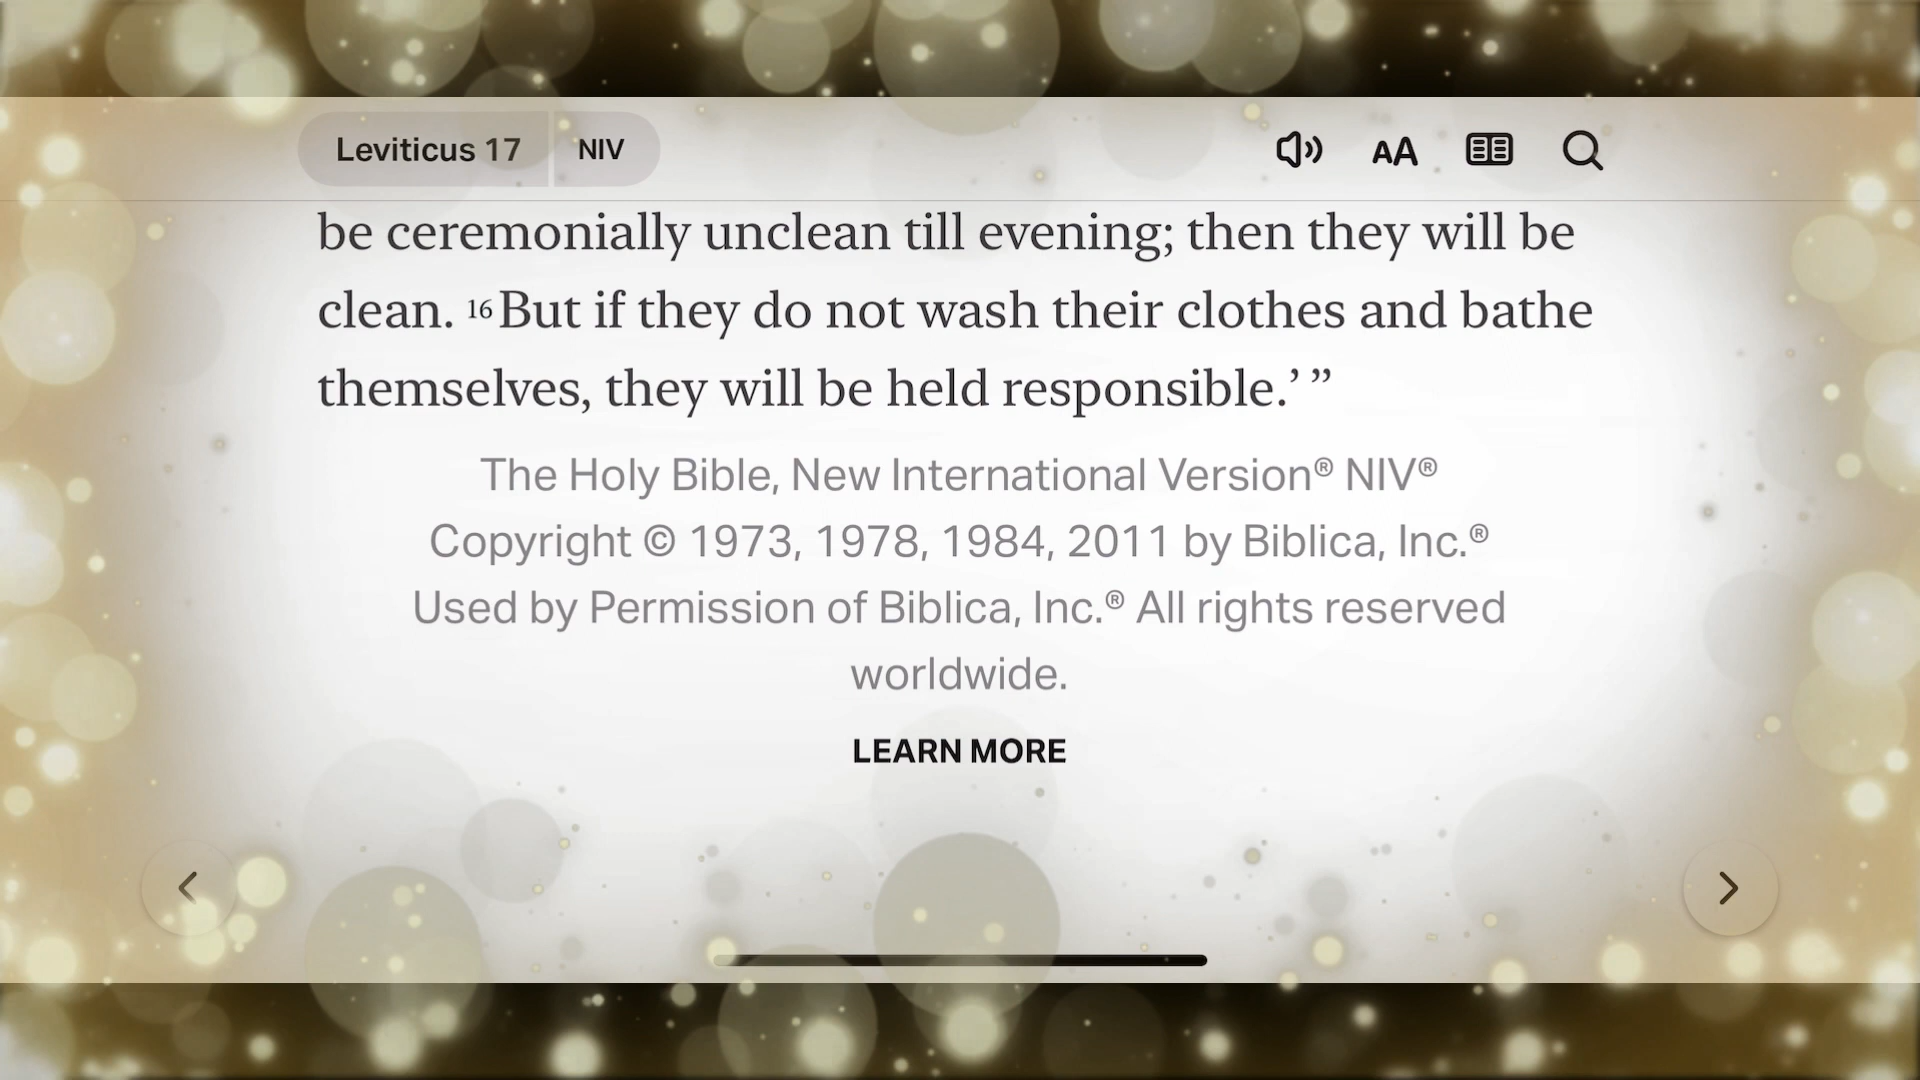 Leviticus 17 NIV AA
be ceremonially unclean till evening; then they will be
clean. 16 But if they do not wash their clothes and bathe
themselves, they will be held responsible.’ ”
The Holy Bible, New International Version® NIV®
Copyright © 1973, 1978, 1984, 2011 by Biblica, Inc.®
Used by Permission of Biblica, Inc.® All rights reserved
worldwide.
LEARN MORE